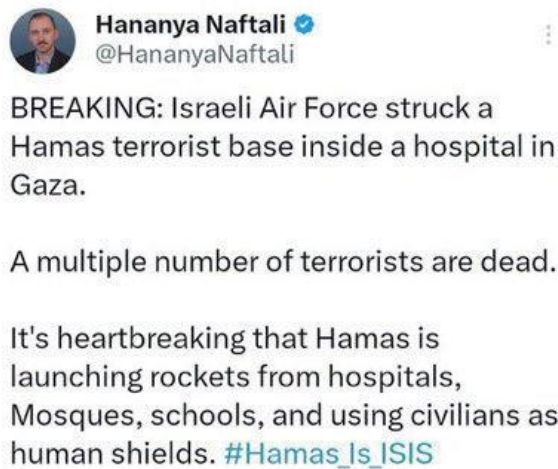 Hananya Naftali
@HananyaNaftali
BREAKING: Israeli Air Force struck a
Hamas terrorist base inside a hospital in
Gaza.
A multiple number of terrorists are dead.
It's heartbreaking that Hamas is
launching rockets from hospitals,
Mosques, schools, and using civilians as
human shields. #Hamas_Is_ISIS